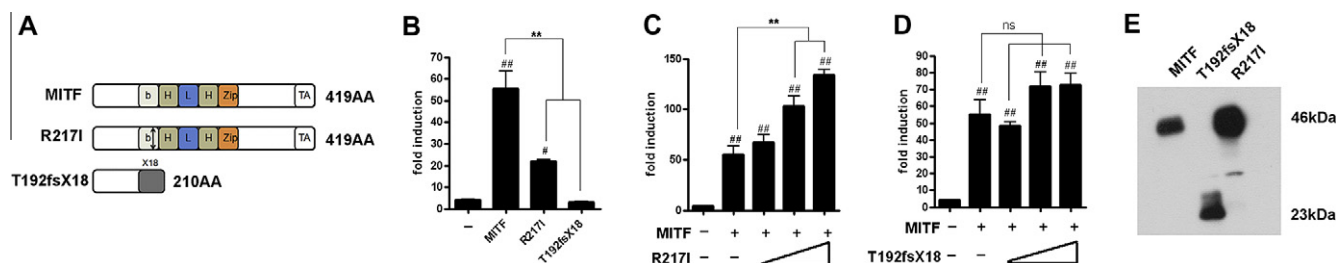 A
MITF
b H L H Zip TA
419AA
R217I
b H L H Zip TA
419AA
X18
T192fsX18
210AA
B
fold induction
70
60
50
40
30
20
10
0
**
##
#
–
MITF
R217I
T192fsX18
C
fold induction
150
100
50
0
**
##
##
##
##
MITF – + + + +
R217I – –
D
fold induction
90
80
70
60
50
40
30
20
10
0
ns
##
##
##
##
MITF – + + + +
T192fsX18 – –
E
MITF
T192fsX18
R217I
46kDa
23kDa